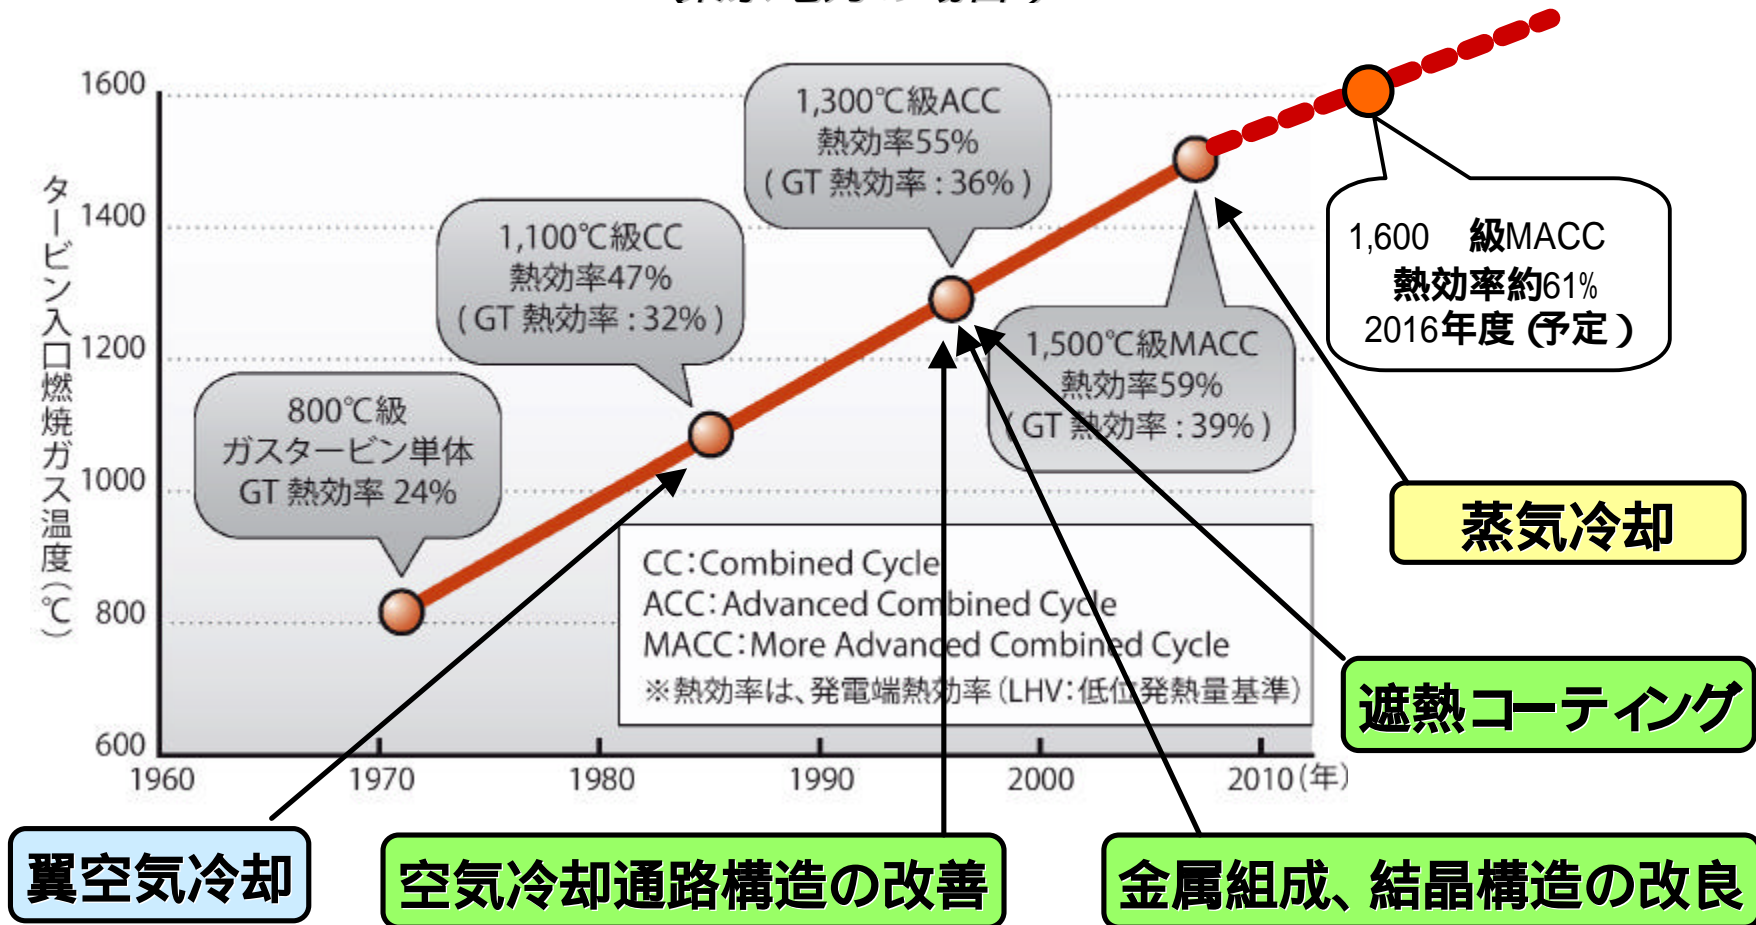 1600
1400
1200
1000
800
600
タービン入口燃焼ガス温度(℃)
1960
1970
1980
1990
2000
2010(年)
800℃級
ガスタービン単体
GT 熱効率 24%
1,100℃級CC
熱効率47%
( GT 熱効率 : 32% )
1,300℃級ACC
熱効率55%
( GT 熱効率 : 36% )
1,500℃級MACC
熱効率59%
( GT 熱効率 : 39% )
1,600 級MACC
熱効率約61%
2016年度(予定)
CC:Combined Cycle
ACC:Advanced Combined Cycle
MACC:More Advanced Combined Cycle
※熱効率は、発電端熱効率(LHV:低位発熱量基準)
蒸気冷却
遮熱コーティング
翼空気冷却
空気冷却通路構造の改善
金属組成、結晶構造の改良